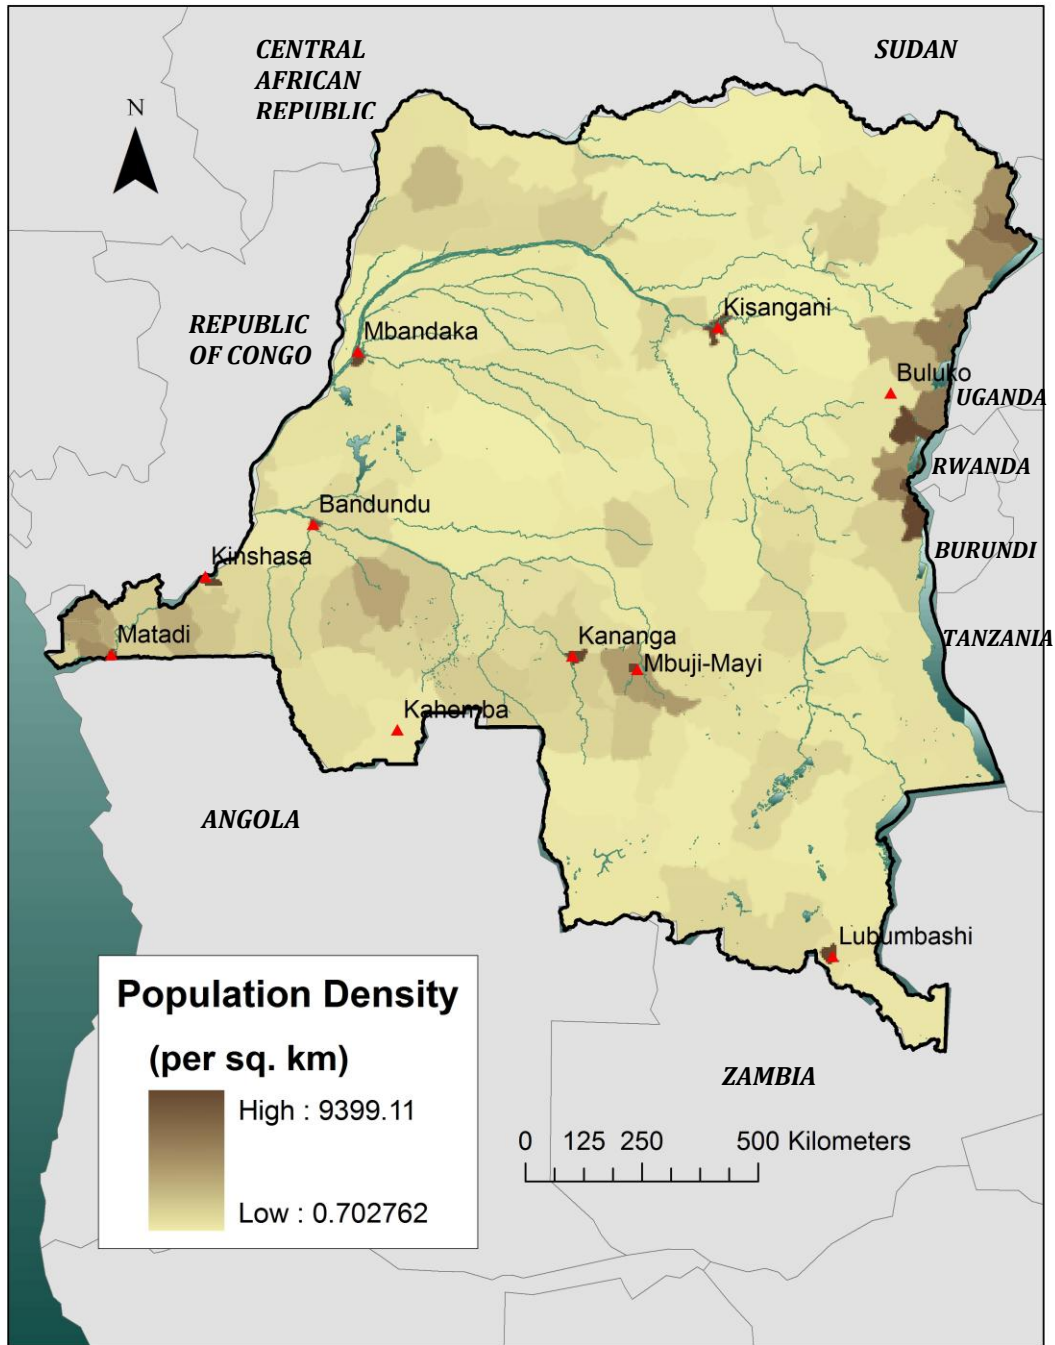 CENTRAL
AFRICAN
REPUBLIC
SUDAN
N
REPUBLIC
OF CONGO
Mbandaka
Kisangani
Buluko
UGANDA
RWANDA
Bandundu
BURUNDI
Kinshasa
Matadi
Kananga
TANZANIA
Mbuji-Mayi
Kahemba
ANGOLA
Lubumbashi
Population Density
(per sq. km)
High : 9399.11
Low : 0.702762
ZAMBIA
0 125 250 500 Kilometers